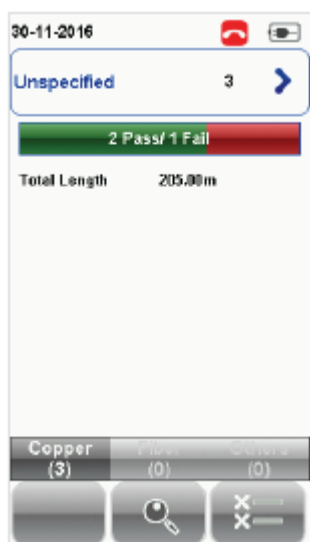 30-11-2016
Unspecified 3
2 Pass/ 1 Fail
Total Length 205.00m
Copper Fiber Others
(3) (0) (0)